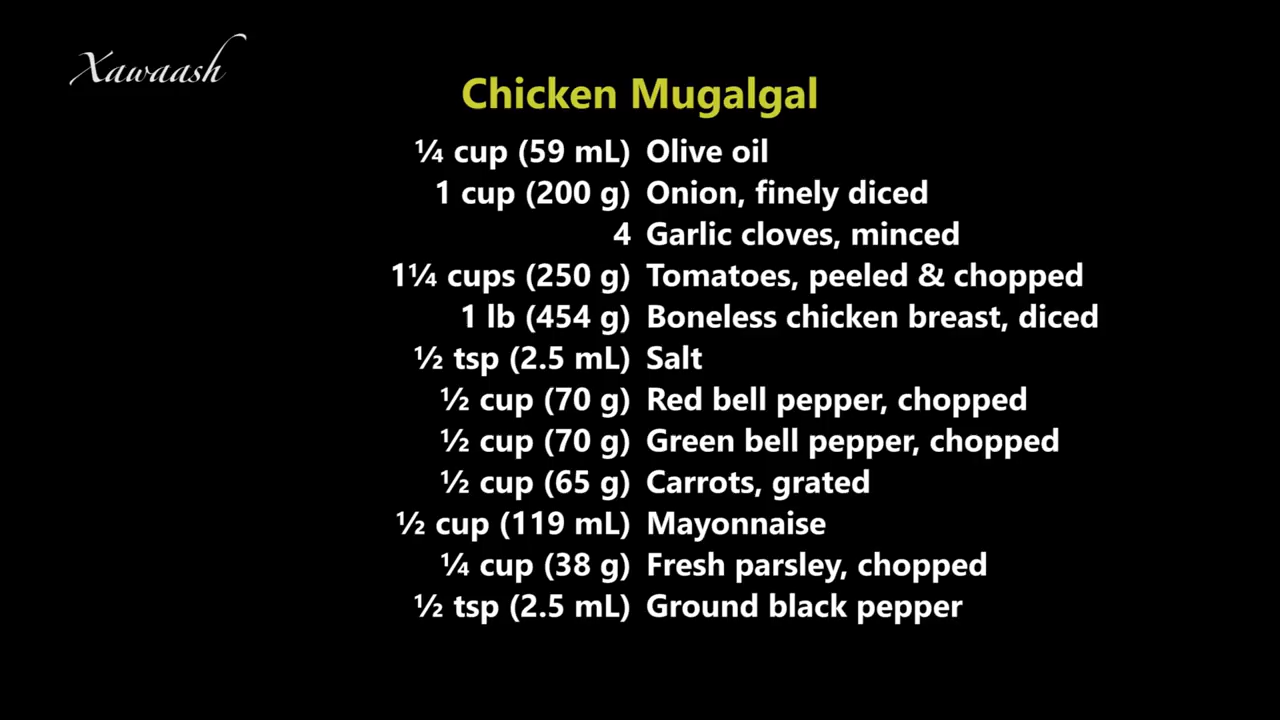 Xawaash
Chicken Mugalgal
¼ cup (59 mL) Olive oil
1 cup (200 g) Onion, finely diced
4 Garlic cloves, minced
1¼ cups (250 g) Tomatoes, peeled & chopped
1 lb (454 g) Boneless chicken breast, diced
½ tsp (2.5 mL) Salt
½ cup (70 g) Red bell pepper, chopped
½ cup (70 g) Green bell pepper, chopped
½ cup (65 g) Carrots, grated
½ cup (119 mL) Mayonnaise
¼ cup (38 g) Fresh parsley, chopped
½ tsp (2.5 mL) Ground black pepper